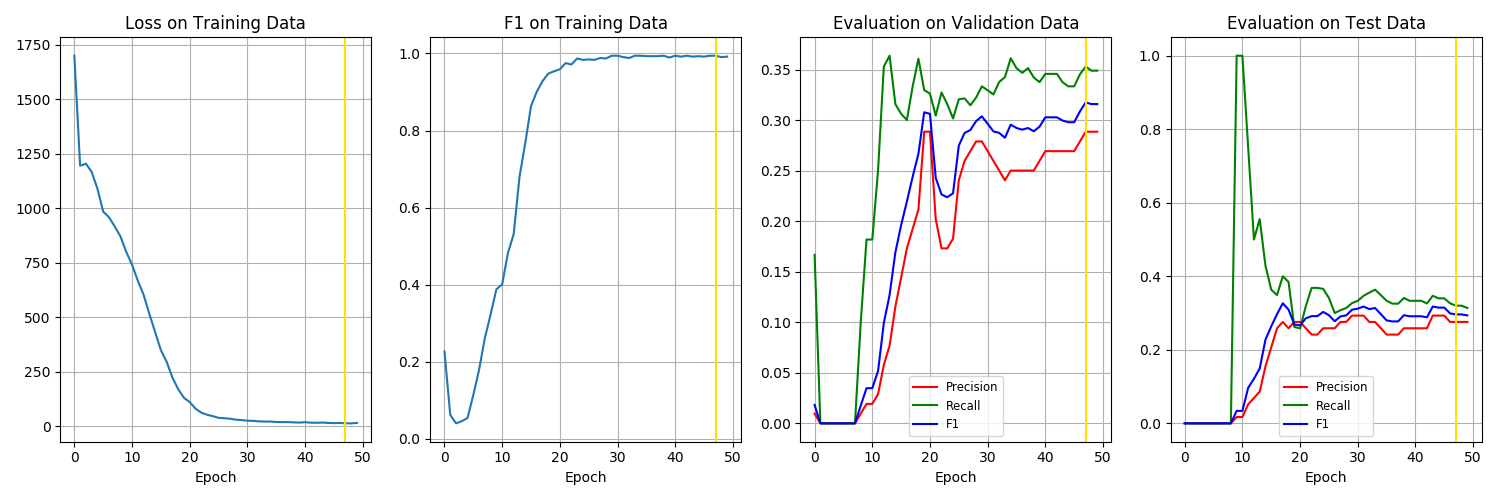 Loss on Training Data
1750
1500
1250
1000
750
500
250
0
0 10 20 30 40 50
Epoch
F1 on Training Data
1.0
0.8
0.6
0.4
0.2
0.0
0 10 20 30 40 50
Epoch
Evaluation on Validation Data
0.35
0.30
0.25
0.20
0.15
0.10
0.05
0.00
Precision
Recall
F1
0 10 20 30 40 50
Epoch
Evaluation on Test Data
1.0
0.8
0.6
0.4
0.2
0.0
Precision
Recall
F1
0 10 20 30 40 50
Epoch